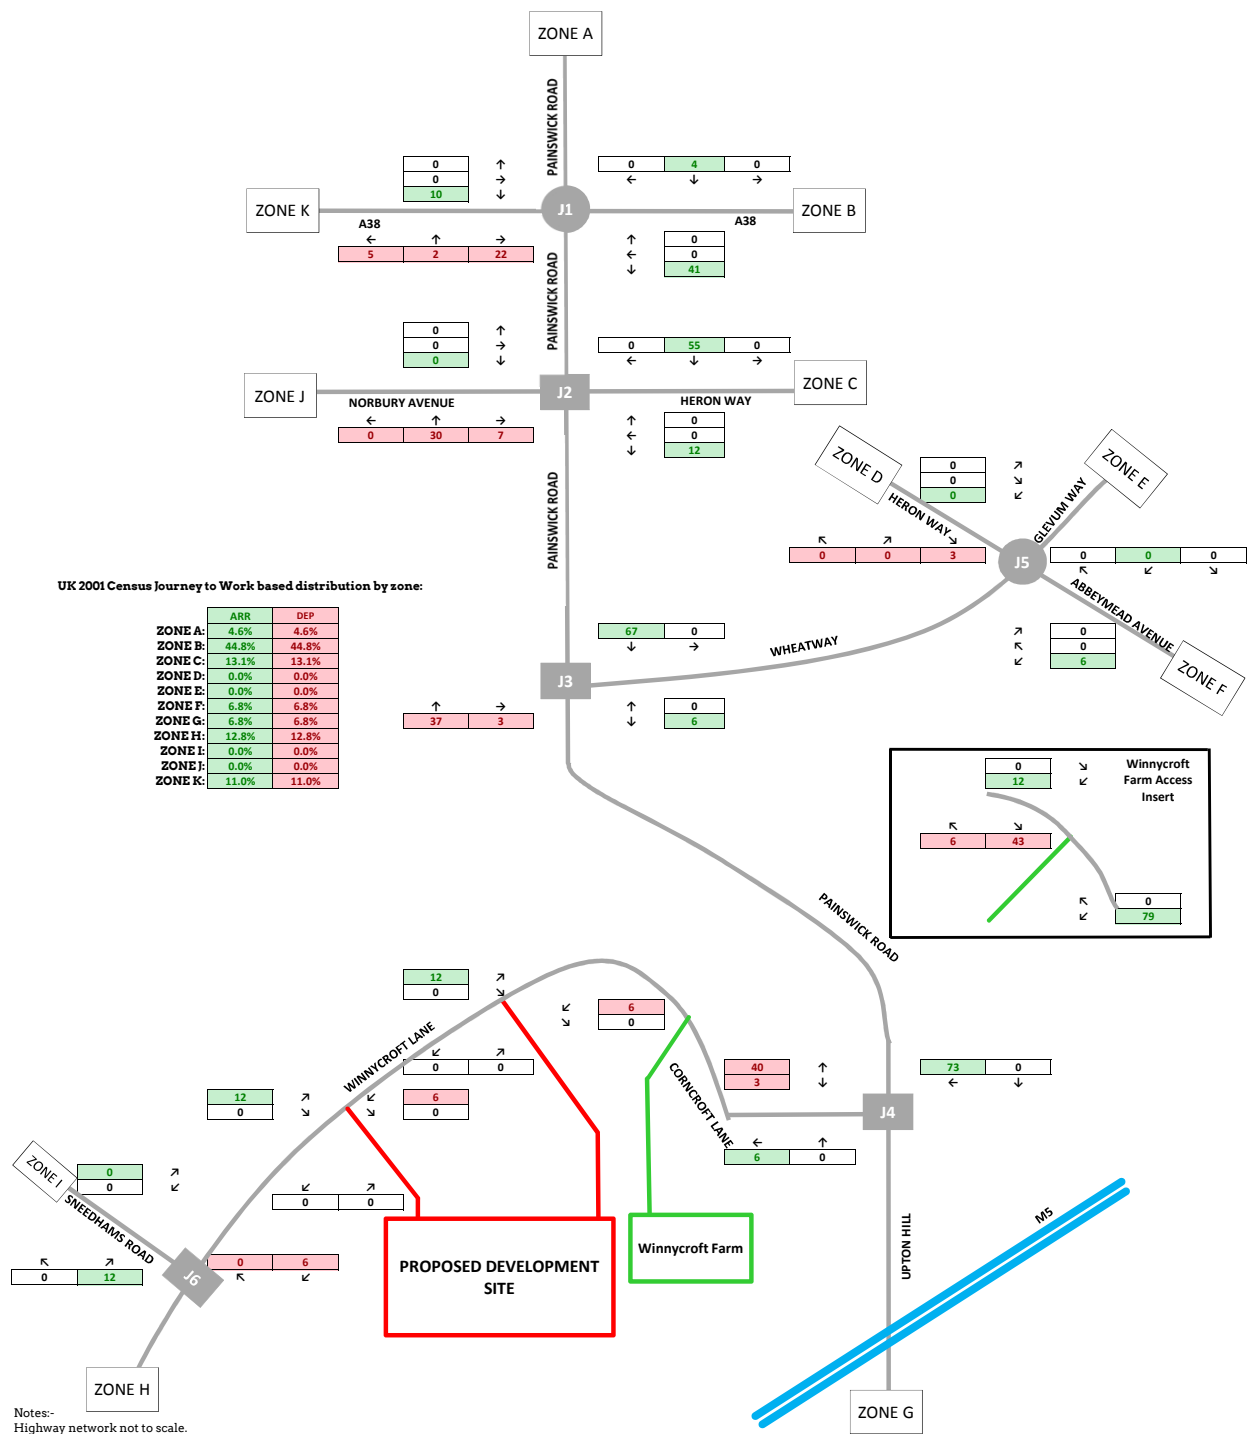 ZONE A
PAINSWICK ROAD
0 ↑
0 →
10 ↓
0 4 0
← ↓ →
ZONE K
J1
ZONE B
A38
A38
← ↑ →
5 2 22
↑ 0
← 0
↓ 41
PAINSWICK ROAD
0 ↑
0 →
0 ↓
0 55 0
← ↓ →
ZONE J
J2
ZONE C
NORBURY AVENUE
HERON WAY
← ↑ →
0 30 7
↑ 0
← 0
↓ 12
PAINSWICK ROAD
ZONE D
0 ↗
0 ↘
0 ↙
ZONE E
HERON WAY
GLEVUM WAY
↖ ↗ ↘
0 0 3
J5
0 0 0
↖ ↙ ↘
ABBEYMEAD AVENUE
↗ 0
↖ 0
↙ 6
ZONE F
UK 2001 Census Journey to Work based distribution by zone:
ARR DEP
ZONE A: 4.6% 4.6%
ZONE B: 44.8% 44.8%
ZONE C: 13.1% 13.1%
ZONE D: 0.0% 0.0%
ZONE E: 0.0% 0.0%
ZONE F: 6.8% 6.8%
ZONE G: 6.8% 6.8%
ZONE H: 12.8% 12.8%
ZONE I: 0.0% 0.0%
ZONE J: 0.0% 0.0%
ZONE K: 11.0% 11.0%
67 0
↓ →
WHEATWAY
J3
↑ →
37 3
↑ 0
↓ 6
0 ↘
12 ↙
Winnycroft
Farm Access
Insert
↖ ↘
6 43
↖ 0
↙ 79
PAINSWICK ROAD
12 ↗
0 ↘
↙ 6
↘ 0
WINNYCROFT LANE
↙ ↗
0 0
CORNCROFT LANE
40 ↑
3 ↓
73 0
← ↓
J4
← ↑
6 0
12 ↗
0 ↘
↙ 6
↘ 0
ZONE I
0 ↗
0 ↙
SNEEDHAMS ROAD
↙ ↗
0 0
↖ ↗
0 12
J6
0 6
↖ ↙
PROPOSED DEVELOPMENT
SITE
Winnycroft Farm
UPTON HILL
M5
ZONE H
ZONE G
Notes:-
Highway network not to scale.